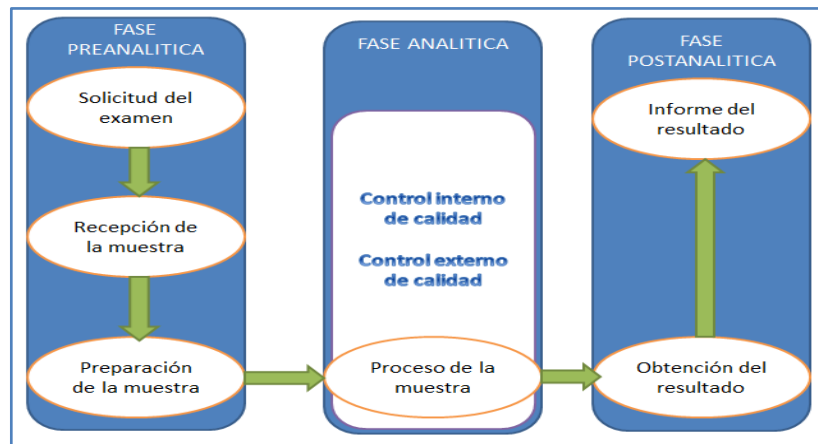 FASE
PREANALITICA
Solicitud del
examen
Recepción de
la muestra
Preparación
de la muestra
FASE ANALITICA
Control interno
de calidad
Control externo
de calidad
Proceso de la
muestra
FASE
POSTANALITICA
Informe del
resultado
Obtención del
resultado